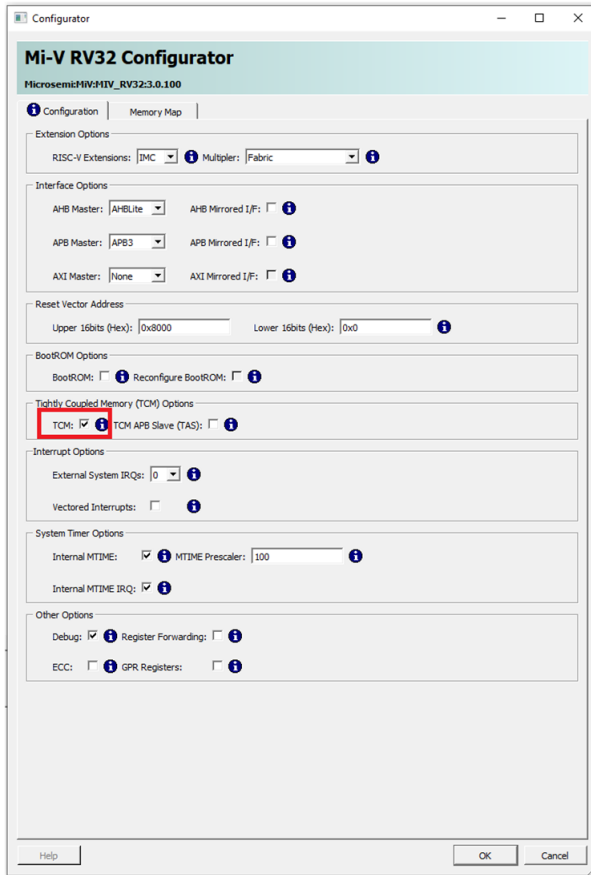 Configurator
Mi-V RV32 Configurator
Microsemi:MiV:MIV_RV32:3.0.100
Configuration Memory Map
Extension Options
RISC-V Extensions: IMC Multipler: Fabric
Interface Options
AHB Master: AHBLite AHB Mirrored I/F:
APB Master: APB3 APB Mirrored I/F:
AXI Master: None AXI Mirrored I/F:
Reset Vector Address
Upper 16bits (Hex): 0x8000 Lower 16bits (Hex): 0x0
BootROM Options
BootROM: Reconfigure BootROM:
Tightly Coupled Memory (TCM) Options
TCM: TCM APB Slave (TAS):
Interrupt Options
External System IRQs: 0
Vectored Interrupts:
System Timer Options
Internal MTIME: MTIME Prescaler: 100
Internal MTIME IRQ:
Other Options
Debug: Register Forwarding:
ECC: GPR Registers:
Help OK Cancel